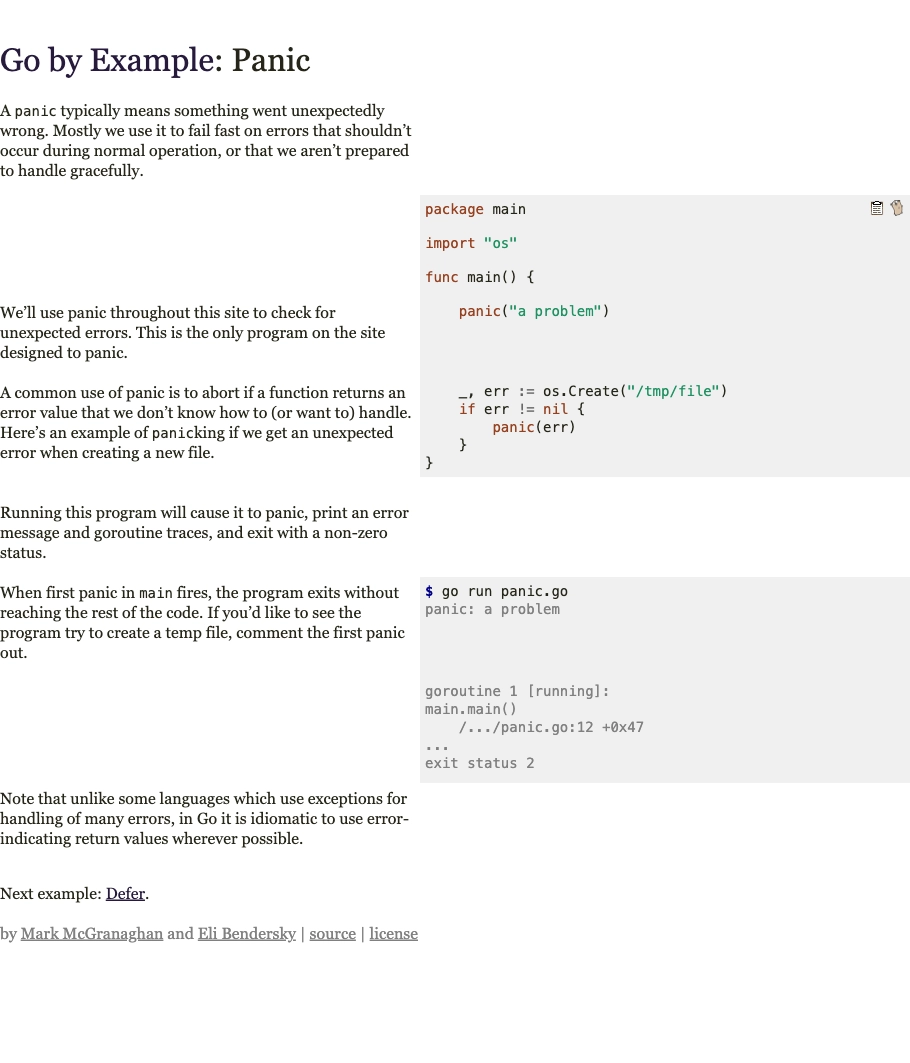 Go by Example: Panic
A panic typically means something went unexpectedly
wrong. Mostly we use it to fail fast on errors that shouldn’t
occur during normal operation, or that we aren’t prepared
to handle gracefully.
package main
import "os"
func main() {
We’ll use panic throughout this site to check for
unexpected errors. This is the only program on the site
designed to panic.
    panic("a problem")
A common use of panic is to abort if a function returns an
error value that we don’t know how to (or want to) handle.
Here’s an example of panicking if we get an unexpected
error when creating a new file.
    _, err := os.Create("/tmp/file")
    if err != nil {
        panic(err)
    }
}
Running this program will cause it to panic, print an error
message and goroutine traces, and exit with a non-zero
status.
When first panic in main fires, the program exits without
reaching the rest of the code. If you’d like to see the
program try to create a temp file, comment the first panic
out.
$ go run panic.go
panic: a problem
goroutine 1 [running]:
main.main()
    /.../panic.go:12 +0x47
...
exit status 2
Note that unlike some languages which use exceptions for
handling of many errors, in Go it is idiomatic to use error-
indicating return values wherever possible.
Next example: Defer.
by Mark McGranaghan and Eli Bendersky | source | license